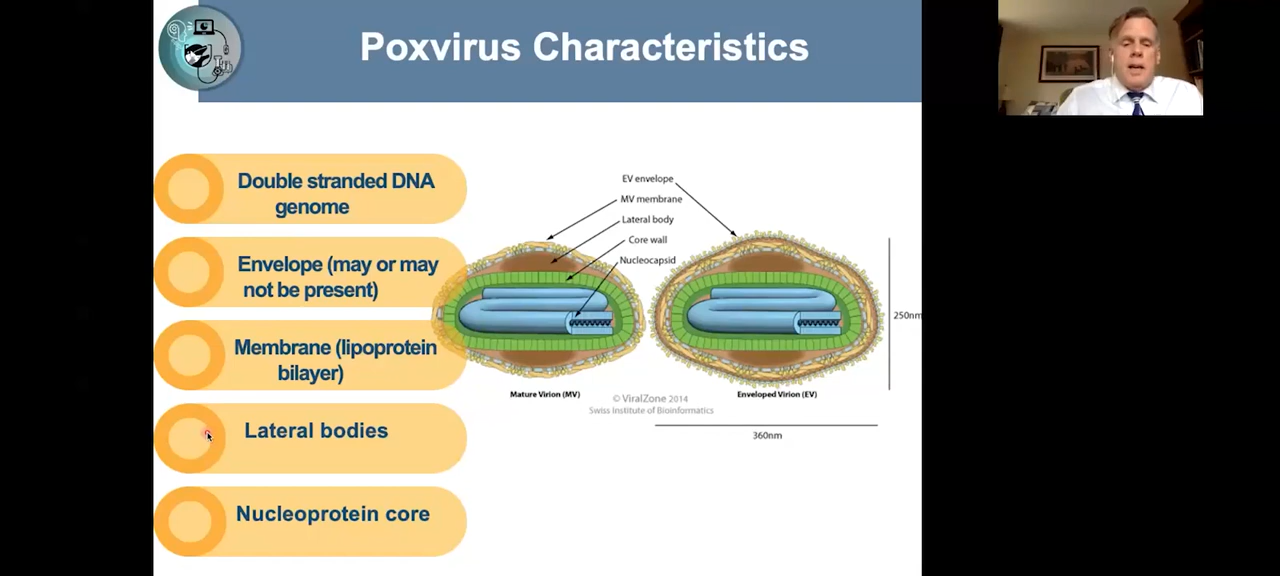 Poxvirus Characteristics
Double stranded DNA
genome
Envelope (may or may
not be present)
Membrane (lipoprotein
bilayer)
Lateral bodies
Nucleoprotein core
EV envelope
MV membrane
Lateral body
Core wall
Nucleocapsid
250nm
Mature Virion (MV)
© ViralZone 2014
Swiss Institute of Bioinformatics
Enveloped Virion (EV)
360nm